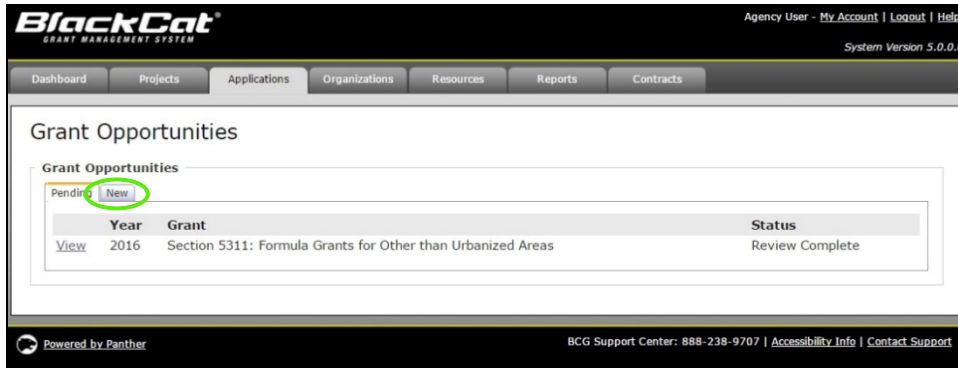 BlackCat®
GRANT MANAGEMENT SYSTEM
Agency User - My Account | Logout | Help
System Version 5.0.0.
Dashboard Projects Applications Organizations Resources Reports Contracts
Grant Opportunities
Grant Opportunities
Pending New
Year Grant Status
View 2016 Section 5311: Formula Grants for Other than Urbanized Areas Review Complete
Powered by Panther BCG Support Center: 888-238-9707 | Accessibility Info | Contact Support